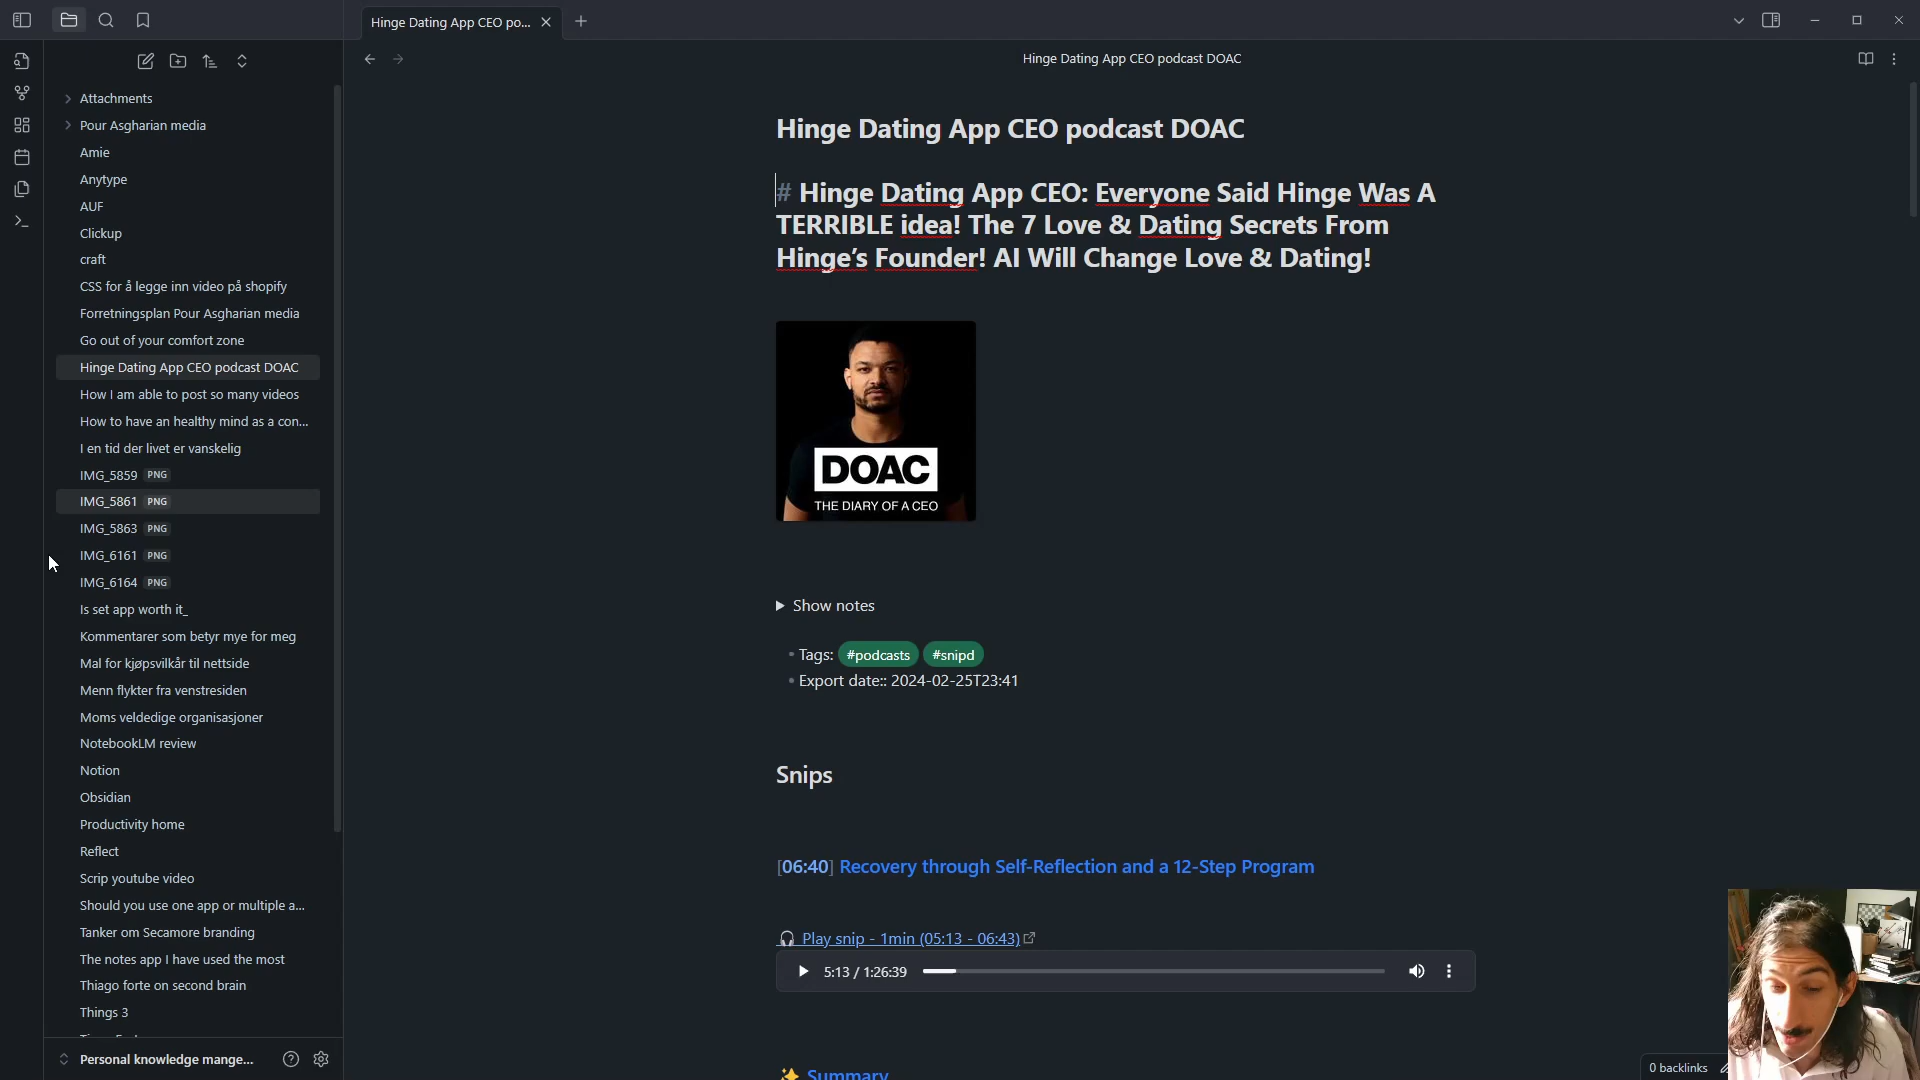 Hinge Dating App CEO po...
Hinge Dating App CEO podcast DOAC
Attachments
Pour Asgharian media
Amie
Anytype
AUF
Clickup
craft
CSS for å legge inn video på shopify
Forretningsplan Pour Asgharian media
Go out of your comfort zone
Hinge Dating App CEO podcast DOAC
How I am able to post so many videos
How to have an healthy mind as a con...
I en tid der livet er vanskelig
IMG_5859 PNG
IMG_5861 PNG
IMG_5863 PNG
IMG_6161 PNG
IMG_6164 PNG
Is set app worth it_
Kommentarer som betyr mye for meg
Mal for kjøpsvilkår til nettside
Menn flykter fra venstresiden
Moms veldedige organisasjoner
NotebookLM review
Notion
Obsidian
Productivity home
Reflect
Scrip youtube video
Should you use one app or multiple a...
Tanker om Secamore branding
The notes app I have used the most
Thiago forte on second brain
Things 3
Personal knowledge mange...
Hinge Dating App CEO podcast DOAC
# Hinge Dating App CEO: Everyone Said Hinge Was A
TERRIBLE idea! The 7 Love & Dating Secrets From
Hinge’s Founder! AI Will Change Love & Dating!
DOAC
THE DIARY OF A CEO
Show notes
Tags: #podcasts #snipd
Export date:: 2024-02-25T23:41
Snips
[06:40] Recovery through Self-Reflection and a 12-Step Program
Play snip - 1min (05:13 - 06:43)
5:13 / 1:26:39
Summary
0 backlinks